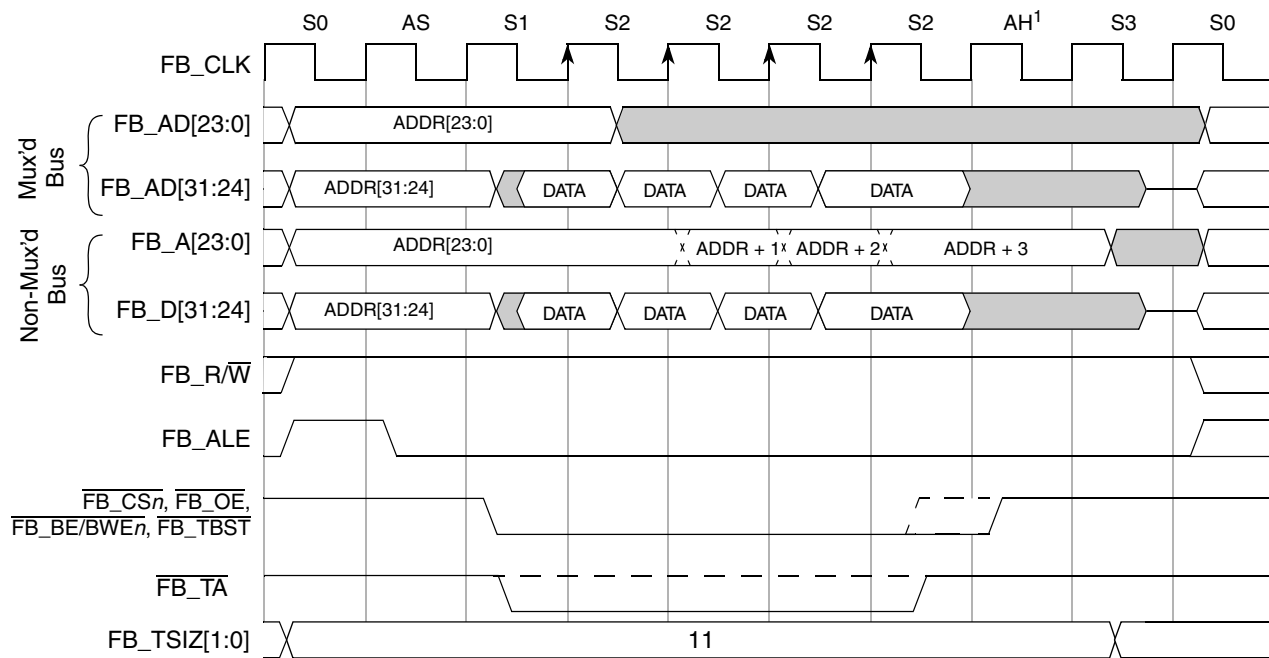 S0 AS S1 S2 S2 S2 S2 AH1 S3 S0
FB_CLK
Mux'd Bus
FB_AD[23:0] ADDR[23:0]
FB_AD[31:24] ADDR[31:24] DATA DATA DATA DATA
Non-Mux'd Bus
FB_A[23:0] ADDR[23:0] ADDR + 1 ADDR + 2 ADDR + 3
FB_D[31:24] ADDR[31:24] DATA DATA DATA DATA
FB_R/W
FB_ALE
FB_CSn, FB_OE,
FB_BE/BWEn, FB_TBST
FB_TA
FB_TSIZ[1:0] 11